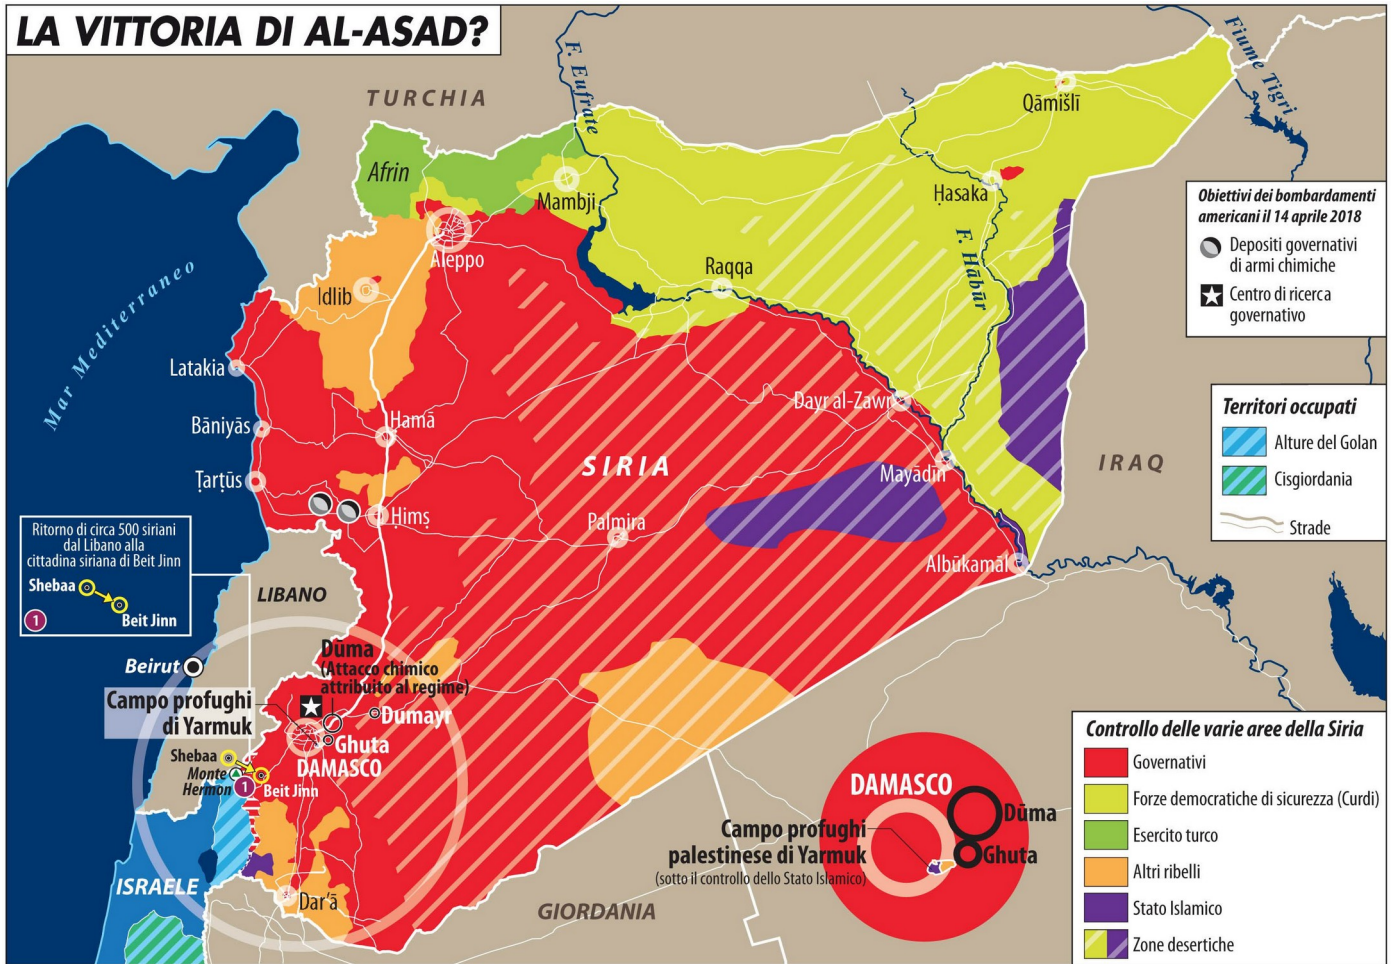 LA VITTORIA DI AL-ASAD?
TURCHIA
F. Eufrate
Fiume Tigri
Qāmišlī
Afrin
Mambji
Ḥasaka
Aleppo
Idlib
Raqqa
F. Hābūr
Mar Mediterraneo
Latakia
Bāniyās
Ṭarṭūs
Hamā
Ḥimṣ
SIRIA
Palmira
Dayr al-Zawr
Mayādīn
Albūkamāl
IRAQ
Obiettivi dei bombardamenti
americani il 14 aprile 2018
Depositi governativi
di armi chimiche
Centro di ricerca
governativo
Territori occupati
Alture del Golan
Cisgiordania
Strade
Ritorno di circa 500 siriani
dal Libano alla
cittadina siriana di Beit Jinn
Shebaa
Beit Jinn
1
LIBANO
Beirut
Dūma
(Attacco chimico
attribuito al regime)
Campo profughi
di Yarmuk
Dumayr
Ghuta
DAMASCO
Shebaa
Monte
Hermon
1
Beit Jinn
ISRAELE
Dar'ā
GIORDANIA
DAMASCO
Dūma
Ghuta
Campo profughi
palestinese di Yarmuk
(sotto il controllo dello Stato Islamico)
Controllo delle varie aree della Siria
Governativi
Forze democratiche di sicurezza (Curdi)
Esercito turco
Altri ribelli
Stato Islamico
Zone desertiche